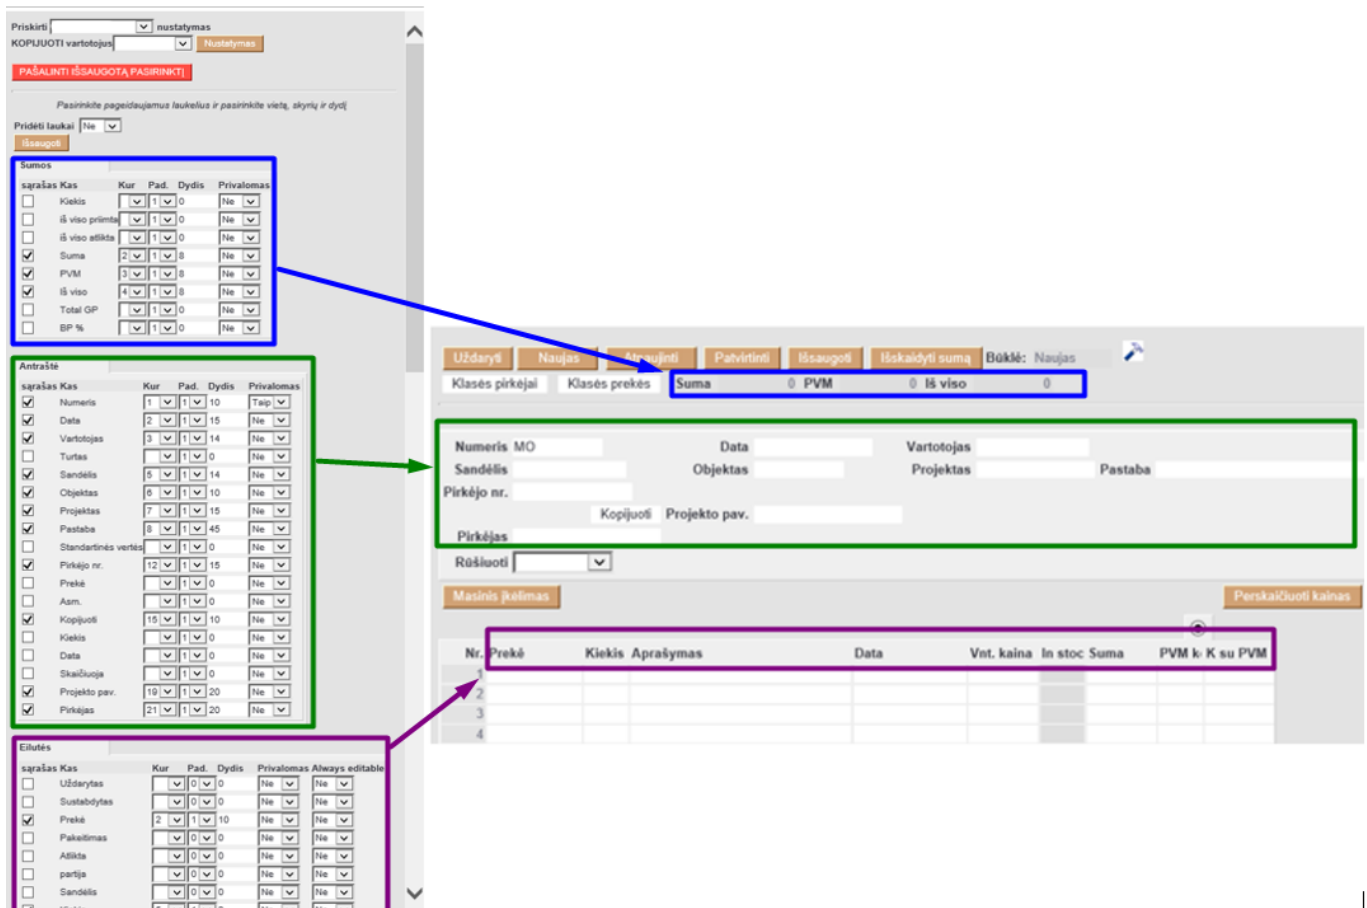 Priskirti nustatymas
KOPIJUOTI vartotojus Nustatymas
PAŠALINTI IŠSAUGOTĄ PASIRINKTĮ
Pasirinkite pageidaujamus laukelius ir pasirinkite vietą, skyrių ir dydį
Pridėti laukai Ne
Išsaugoti
Sumos
sąrašas Kas Kur Pad. Dydis Privalomas
Kiekis 1 0 Ne
iš viso priimta 1 0 Ne
iš viso atlikta 1 0 Ne
Suma 2 1 8 Ne
PVM 3 1 8 Ne
Iš viso 4 1 8 Ne
Total GP 1 0 Ne
BP % 1 0 Ne
Antraštė
sąrašas Kas Kur Pad. Dydis Privalomas
Numeris 1 1 10 Taip
Data 2 1 15 Ne
Vartotojas 3 1 14 Ne
Turtas 1 0 Ne
Sandėlis 5 1 14 Ne
Objektas 6 1 10 Ne
Projektas 7 1 15 Ne
Pastaba 8 1 45 Ne
Standartinės vertės 1 0 Ne
Pirkėjo nr. 12 1 15 Ne
Prekė 1 0 Ne
Asm. 1 0 Ne
Kopijuoti 15 1 10 Ne
Kiekis 1 0 Ne
Data 1 0 Ne
Skaičiuoja 1 0 Ne
Projekto pav. 19 1 20 Ne
Pirkėjas 21 1 20 Ne
Eilutės
sąrašas Kas Kur Pad. Dydis Privalomas Always editable
Uždarytas 0 0 Ne Ne
Sustabdytas 0 0 Ne Ne
Prekė 2 1 10 Ne Ne
Pakeitimas 0 0 Ne Ne
Atlikta 0 0 Ne Ne
partija 0 0 Ne Ne
Sandėlis 0 0 Ne Ne
Uždaryti Naujas Atnaujinti Patvirtinti Išsaugoti Išskaidyti sumą Būklė: Naujas
Klasės pirkėjai Klasės prekės Suma 0 PVM 0 Iš viso 0
Numeris MO Data Vartotojas
Sandėlis Objektas Projektas Pastaba
Pirkėjo nr.
Kopijuoti Projekto pav.
Pirkėjas
Rūšiuoti
Masinis įkėlimas Perskaičiuoti kainas
Nr. Prekė Kiekis Aprašymas Data Vnt. kaina In stoc Suma PVM k K su PVM
1
2
3
4